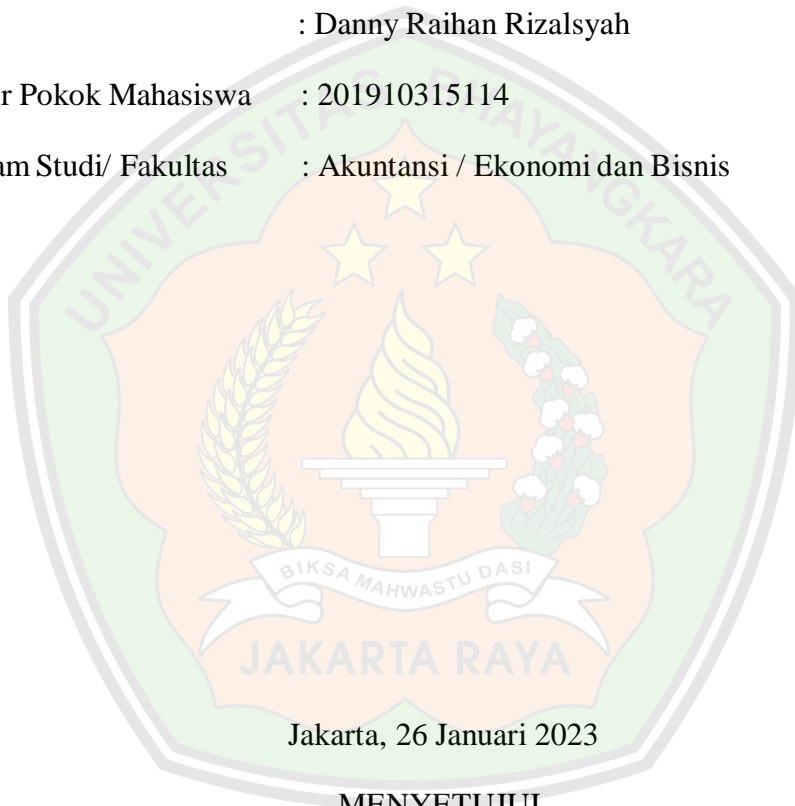 : Danny Raihan Rizalsyah
r Pokok Mahasiswa : 201910315114
am Studi/ Fakultas : Akuntansi / Ekonomi dan Bisnis
UNIVERSITAS BHAYANGKARA
BIKSA MAHWASTU DASI
JAKARTA RAYA
Jakarta, 26 Januari 2023
MENYETUJUI